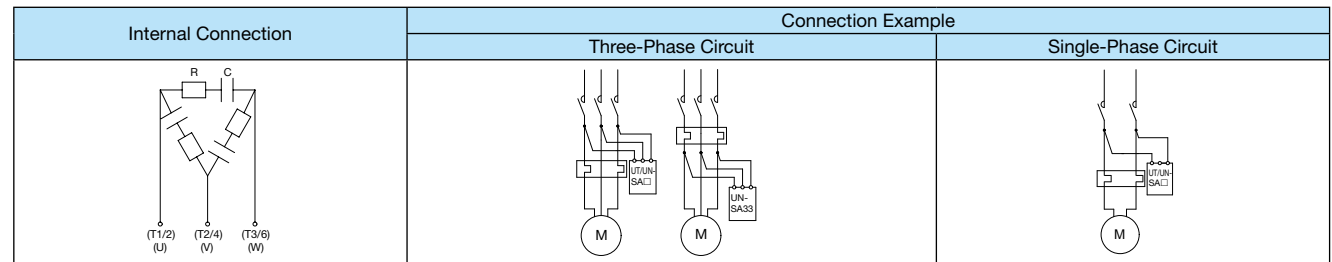 Internal Connection
Connection Example
Three-Phase Circuit
Single-Phase Circuit
R C
(T1/2) (T2/4) (T3/6)
(U) (V) (W)
UT/UN-
SA□
M
UN-
SA33
M
UT/UN-
SA□
M